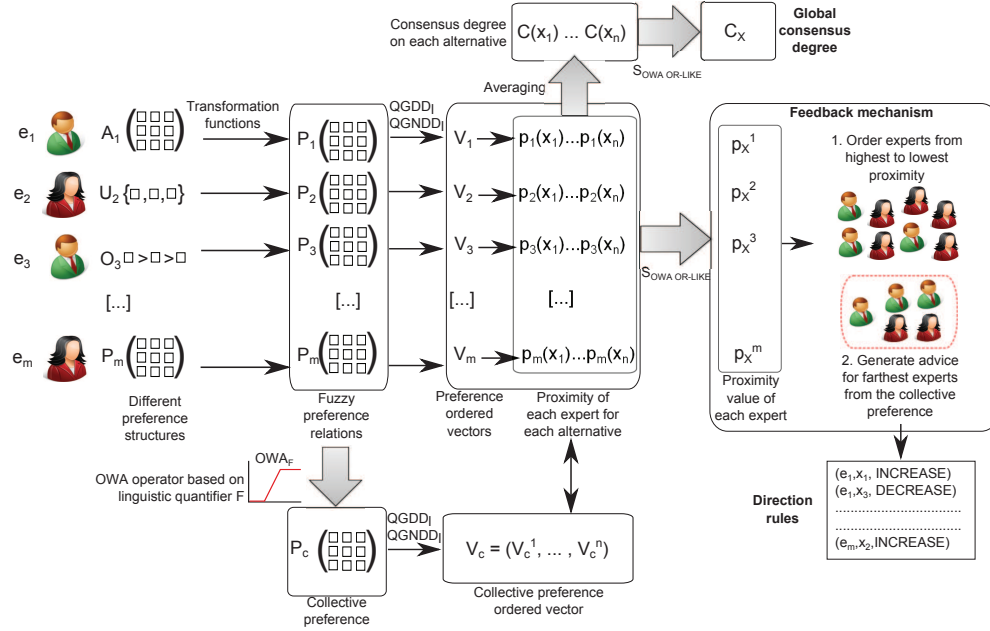 Consensus degree
on each alternative
C(x1) ... C(xn)
SOWA OR-LIKE
CX
Global
consensus
degree
Averaging
e1
A1
Transformation
functions
P1
QGDDI
QGNDDI
V1
p1(x1)...p1(xn)
e2
U2 {□,□,□}
P2
V2
p2(x1)...p2(xn)
e3
O3 □>□>□
P3
V3
p3(x1)...p3(xn)
[...]
[...]
[...]
[...]
em
Pm
Pm
Vm
pm(x1)...pm(xn)
Different
preference
structures
Fuzzy
preference
relations
Preference
ordered
vectors
Proximity of
each expert for
each alternative
SOWA OR-LIKE
pX1
pX2
pX3
pXm
Proximity
value of
each expert
Feedback mechanism
1. Order experts from
highest to lowest
proximity
2. Generate advice
for farthest experts
from the collective
preference
OWA operator based on
linguistic quantifier F
OWAF
Pc
QGDDI
QGNDDI
Vc = (Vc1, ... , Vcn)
Collective
preference
Collective preference
ordered vector
Direction
rules
(e1,x1, INCREASE)
(e1,x3, DECREASE)
.............................
.............................
(em,x2,INCREASE)